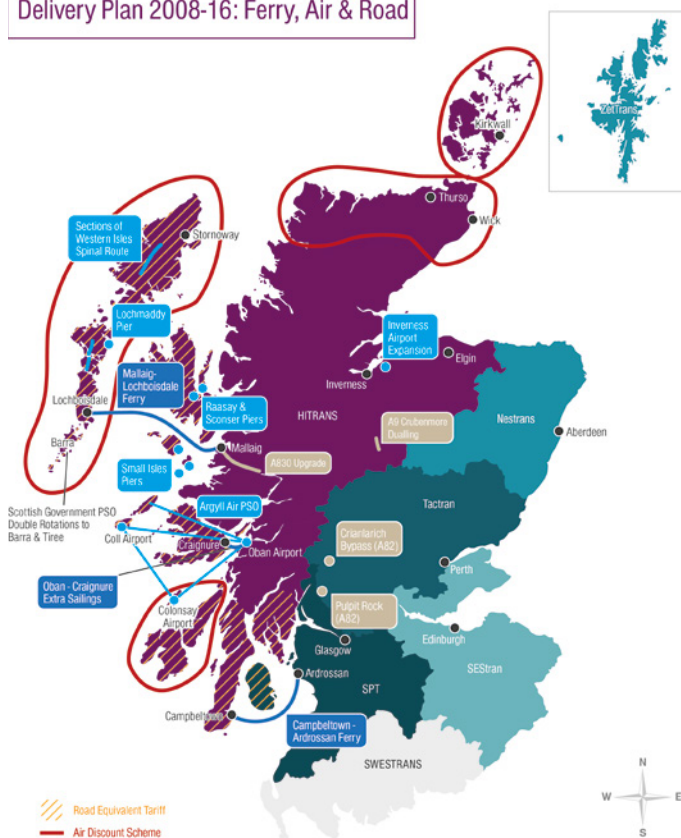 Delivery Plan 2008-16: Ferry, Air & Road
Kirkwall
ZetTrans
Thurso
Wick
Sections of
Western Isles
Spinal Route
Stornoway
Lochmaddy
Pier
Inverness
Airport
Expansion
Mallaig-
Lochboisdale
Ferry
Elgin
Inverness
Lochboisdale
Raasay &
Sconser Piers
HITRANS
Nestrans
A9 Crubenmore
Dualling
Aberdeen
Barra
Mallaig
A830 Upgrade
Small Isles
Piers
Tactran
Scottish Government PSO
Double Rotations to
Barra & Tiree
Argyll Air PSO
Coll Airport
Craignure
Oban Airport
Crianlarich
Bypass (A82)
Perth
Oban - Craignure
Extra Sailings
Colonsay
Airport
Pulpit Rock
(A82)
Edinburgh
Glasgow
SEStran
Ardrossan
SPT
Campbeltown
Campbeltown -
Ardrossan Ferry
SWESTRANS
N
W
E
S
Road Equivalent Tariff
Air Discount Scheme